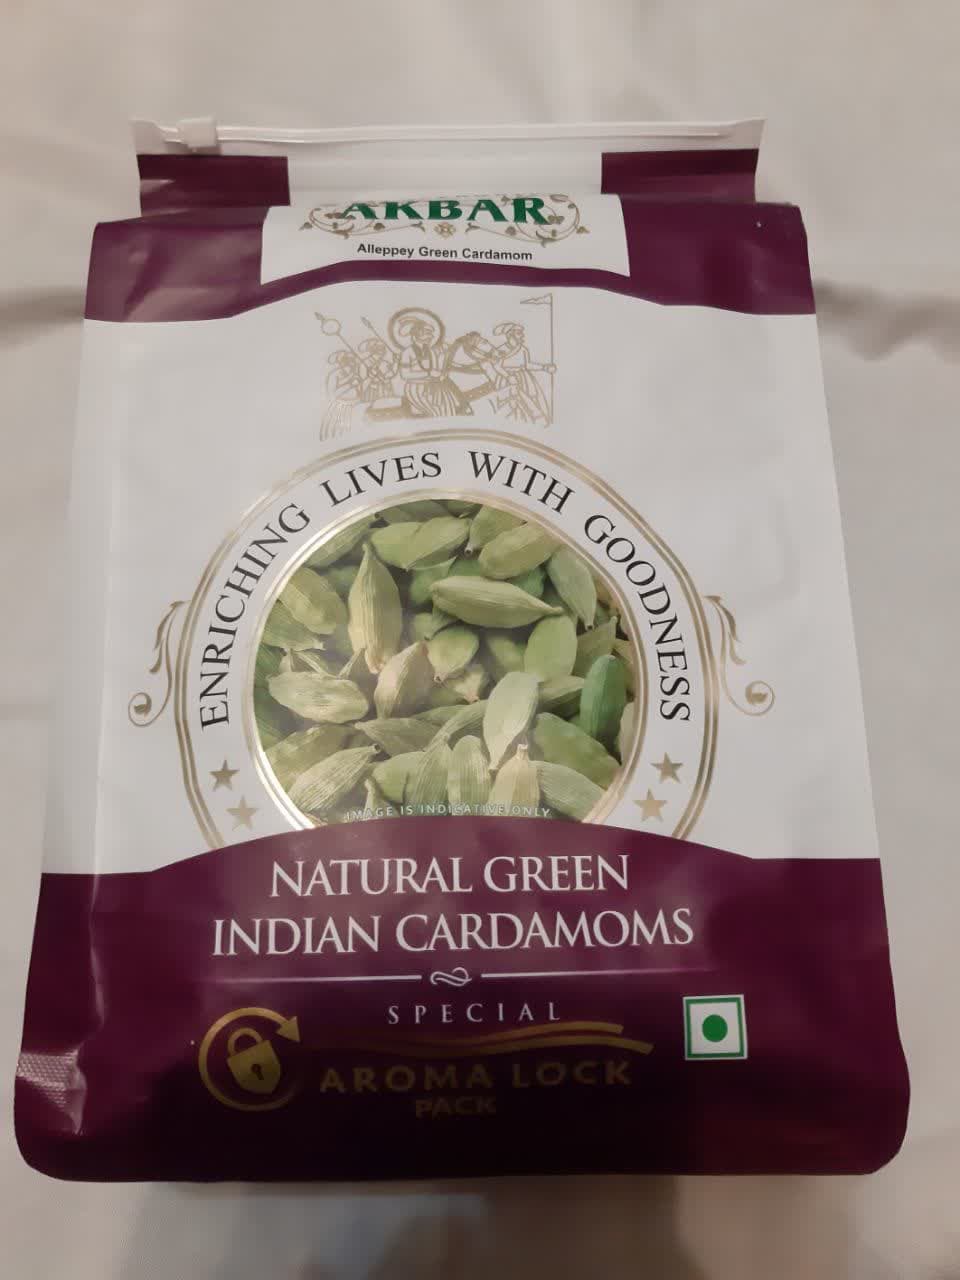 AKBAR
Alleppey Green Cardamom
ENRICHING LIVES WITH GOODNESS
IMAGE IS INDICATIVE ONLY
NATURAL GREEN
INDIAN CARDAMOMS
SPECIAL
AROMA LOCK
PACK